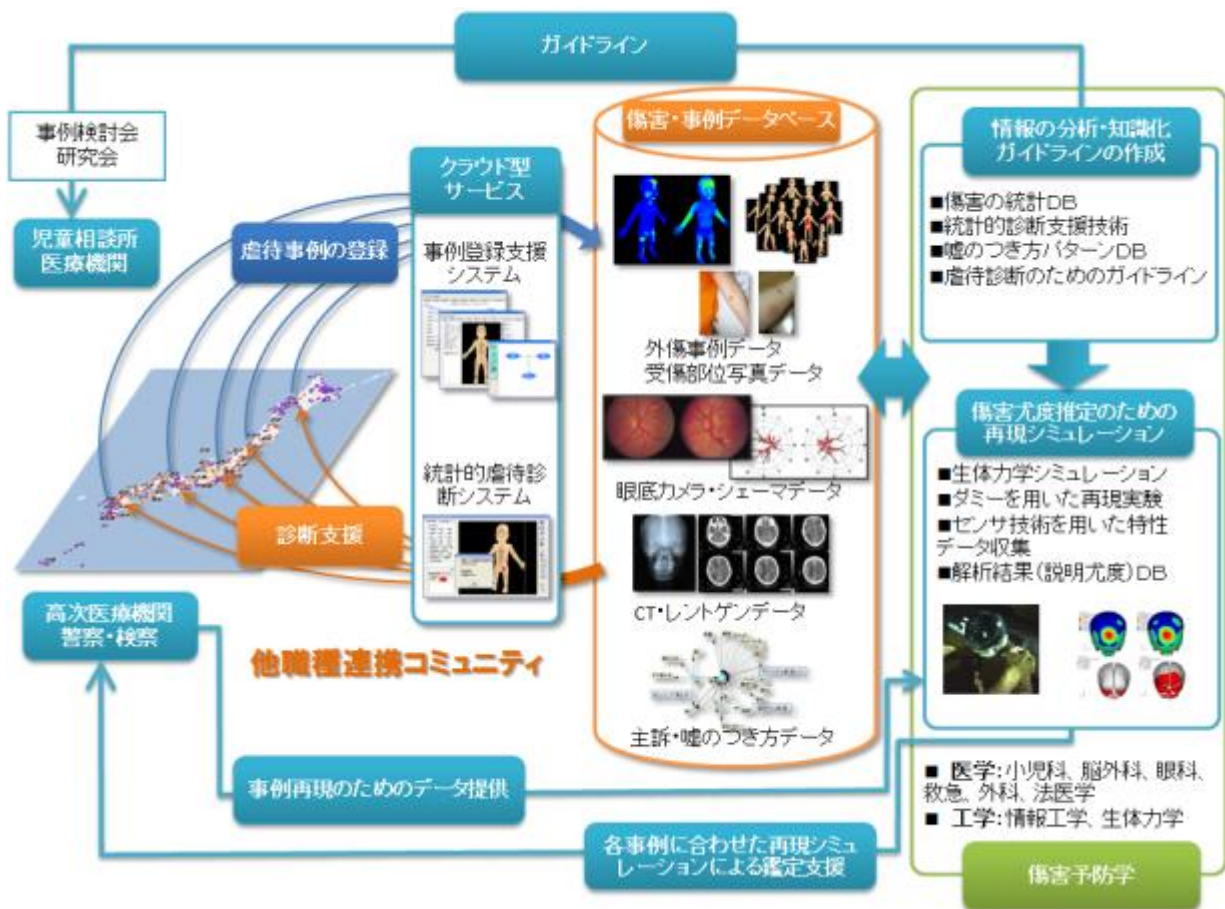 ガイドライン
事例検討会
研究会
児童相談所
医療機関
虐待事例の登録
診断支援
クラウド型
サービス
事例登録支援
システム
統計的虐待診
断システム
傷害・事例データベース
外傷事例データ
受傷部位写真データ
眼底カメラ・シェーマデータ
CT・レントゲンデータ
主訴・嘘のつき方データ
情報の分析・知識化
ガイドラインの作成
■傷害の統計DB
■統計的診断支援技術
■嘘のつき方パターンDB
■虐待診断のためのガイドライン
傷害尤度推定のための
再現シミュレーション
■生体力学シミュレーション
■ダミーを用いた再現実験
■センサ技術を用いた特性
データ収集
■解析結果(説明尤度)DB
高次医療機関
警察・検察
他職種連携コミュニティ
事例再現のためのデータ提供
各事例に合わせた再現シミュ
レーションによる鑑定支援
■ 医学:小児科、脳外科、眼科、
救急、外科、法医学
■ 工学:情報工学、生体力学
傷害予防学